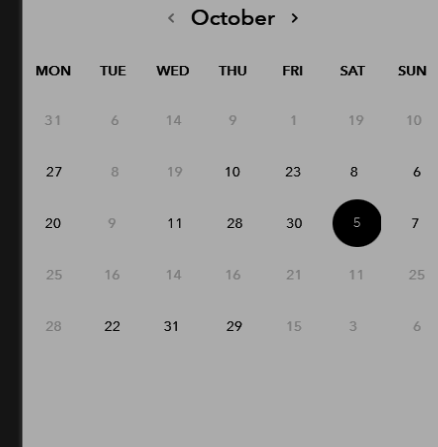 ‹ October ›
MON TUE WED THU FRI SAT SUN
31 6 14 9 1 19 10
27 8 19 10 23 8 6
20 9 11 28 30 5 7
25 16 14 16 21 11 25
28 22 31 29 15 3 6